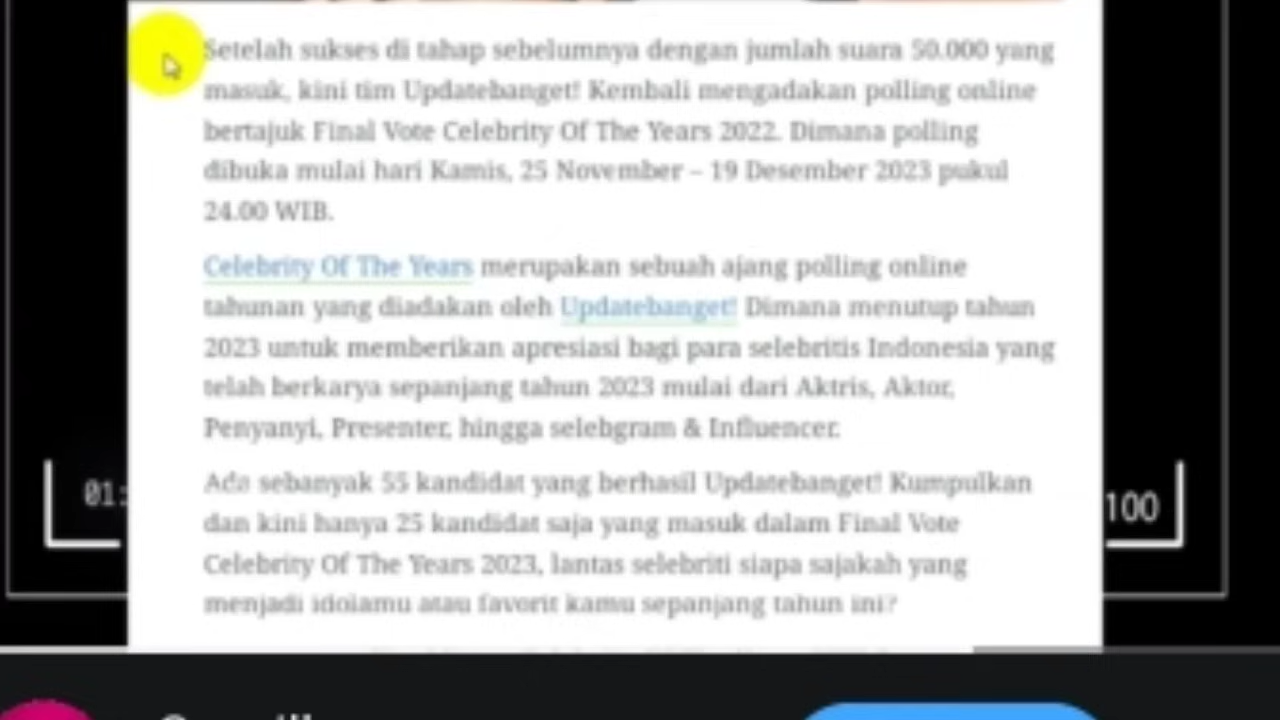 Setelah sukses di tahap sebelumnya dengan jumlah suara 50.000 yang
masuk, kini tim Updatebanget! Kembali mengadakan polling online
bertajuk Final Vote Celebrity Of The Years 2022. Dimana polling
dibuka mulai hari Kamis, 25 November – 19 Desember 2023 pukul
24.00 WIB.
Celebrity Of The Years merupakan sebuah ajang polling online
tahunan yang diadakan oleh Updatebanget! Dimana menutup tahun
2023 untuk memberikan apresiasi bagi para selebritis Indonesia yang
telah berkarya sepanjang tahun 2023 mulai dari Aktris, Aktor,
Penyanyi, Presenter, hingga selebgram & Influencer.
Ada sebanyak 55 kandidat yang berhasil Updatebanget! Kumpulkan
dan kini hanya 25 kandidat saja yang masuk dalam Final Vote
Celebrity Of The Years 2023, lantas selebriti siapa sajakah yang
menjadi idolamu atau favorit kamu sepanjang tahun ini?
01:
100